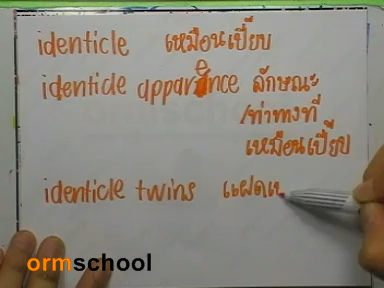 identicle เหมือนเปี๊ยบ
identicle apparence ลักษณะ
/ท่าทางที่
เหมือนเปี๊ยบ
identicle twins แฝดเห
ormschool